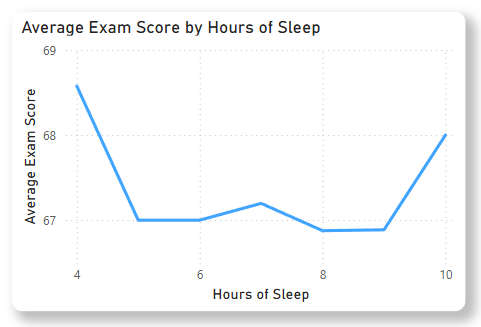 Average Exam Score by Hours of Sleep
69
68
67
Average Exam Score
4 6 8 10
Hours of Sleep